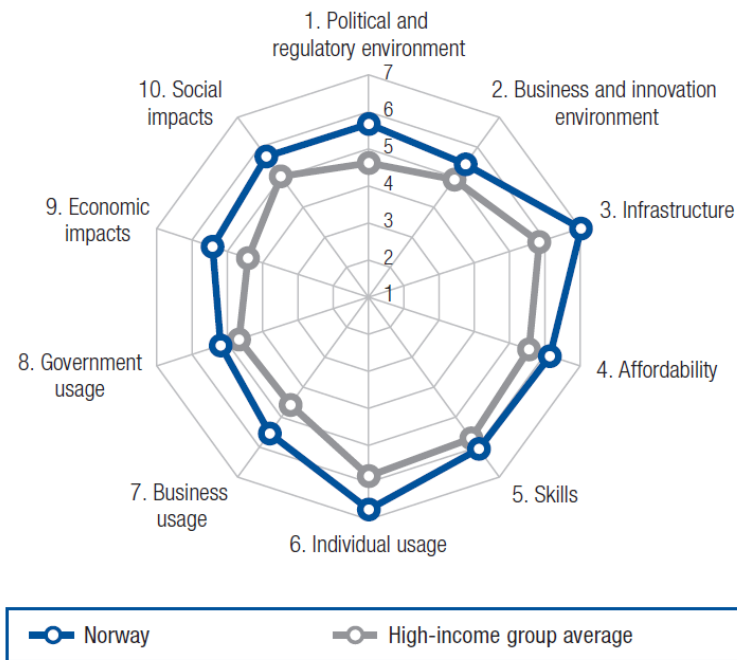 1. Political and
regulatory environment
2. Business and innovation
environment
3. Infrastructure
4. Affordability
5. Skills
6. Individual usage
7. Business
usage
8. Government
usage
9. Economic
impacts
10. Social
impacts
7
6
5
4
3
2
1
Norway
High-income group average